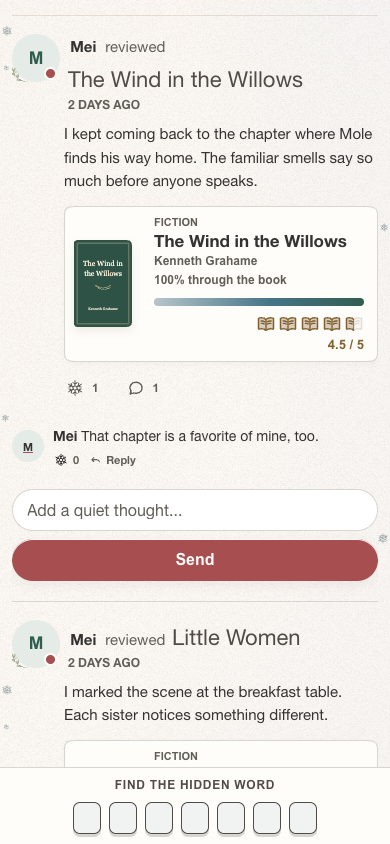 M
Mei reviewed
The Wind in the Willows
2 DAYS AGO
I kept coming back to the chapter where Mole
finds his way home. The familiar smells say so
much before anyone speaks.
FICTION
The Wind in the Willows
Kenneth Grahame
100% through the book
The Wind in
the Willows
Kenneth Grahame
4.5 / 5
1 1
M
Mei That chapter is a favorite of mine, too.
0 Reply
Add a quiet thought...
Send
M
Mei reviewed Little Women
2 DAYS AGO
I marked the scene at the breakfast table.
Each sister notices something different.
FICTION
FIND THE HIDDEN WORD